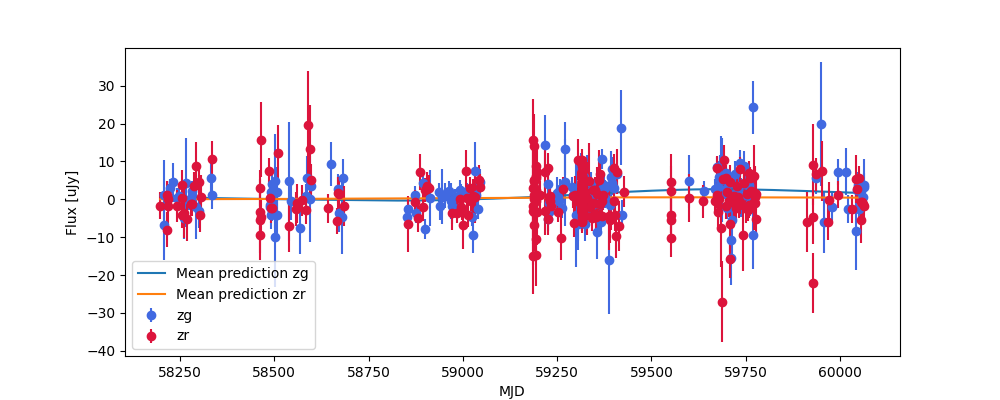 30
20
10
0
−10
−20
−30
−40
Flux [uJy]
Mean prediction zg
Mean prediction zr
zg
zr
58250 58500 58750 59000 59250 59500 59750 60000
MJD